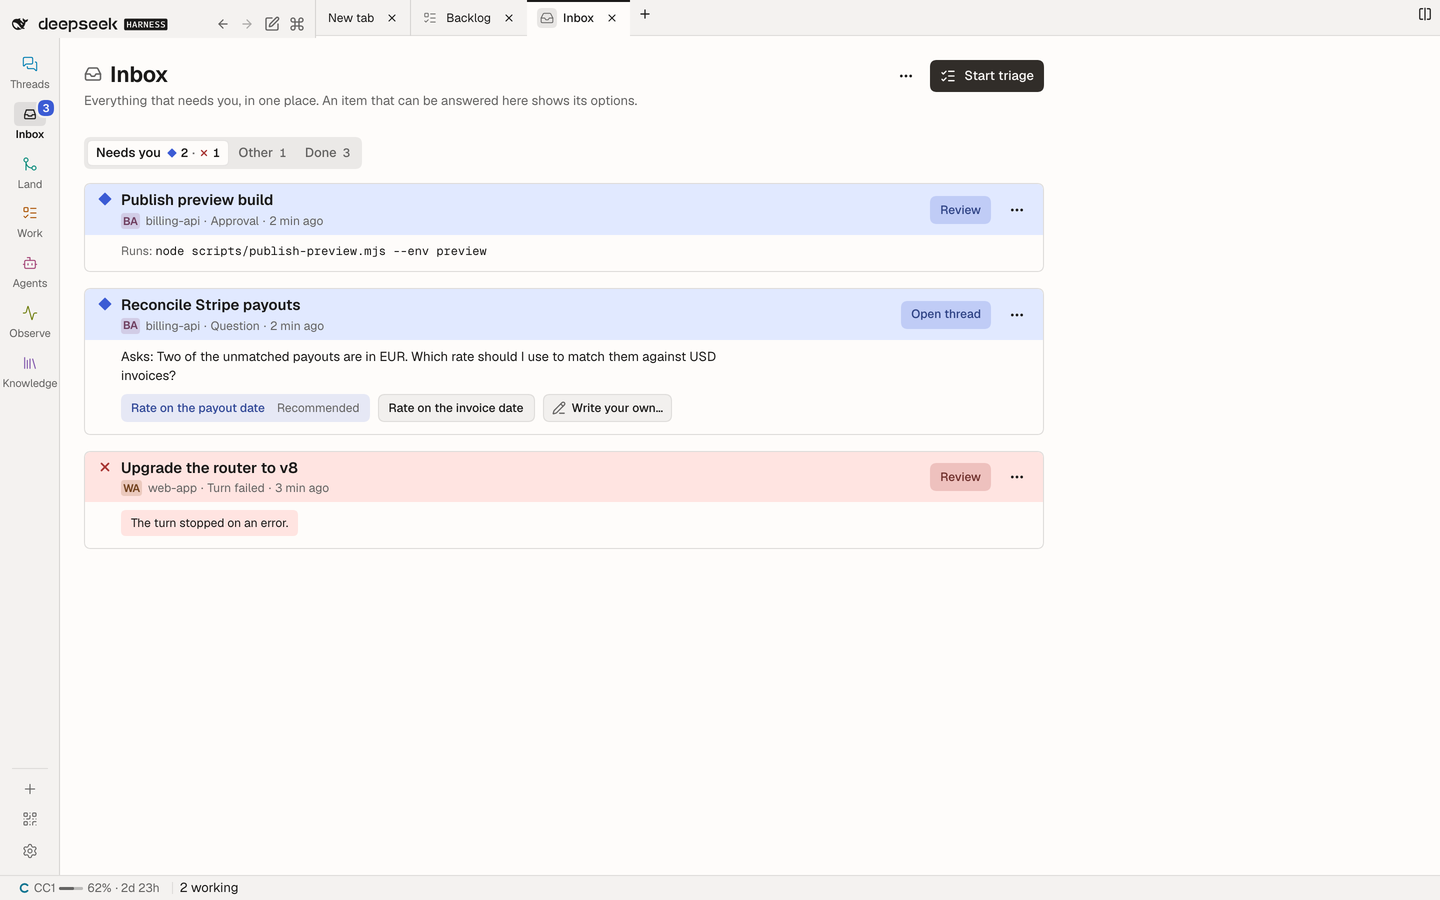 deepseek HARNESS
New tab
Backlog
Inbox
Threads
3
Inbox
Land
Work
Agents
Observe
Knowledge
Inbox
Start triage
Everything that needs you, in one place. An item that can be answered here shows its options.
Needs you 2 · 1
Other 1
Done 3
Publish preview build
BA billing-api · Approval · 2 min ago
Review
Runs: node scripts/publish-preview.mjs --env preview
Reconcile Stripe payouts
BA billing-api · Question · 2 min ago
Open thread
Asks: Two of the unmatched payouts are in EUR. Which rate should I use to match them against USD
invoices?
Rate on the payout date Recommended
Rate on the invoice date
Write your own…
Upgrade the router to v8
WA web-app · Turn failed · 3 min ago
Review
The turn stopped on an error.
CC1 62% · 2d 23h
2 working